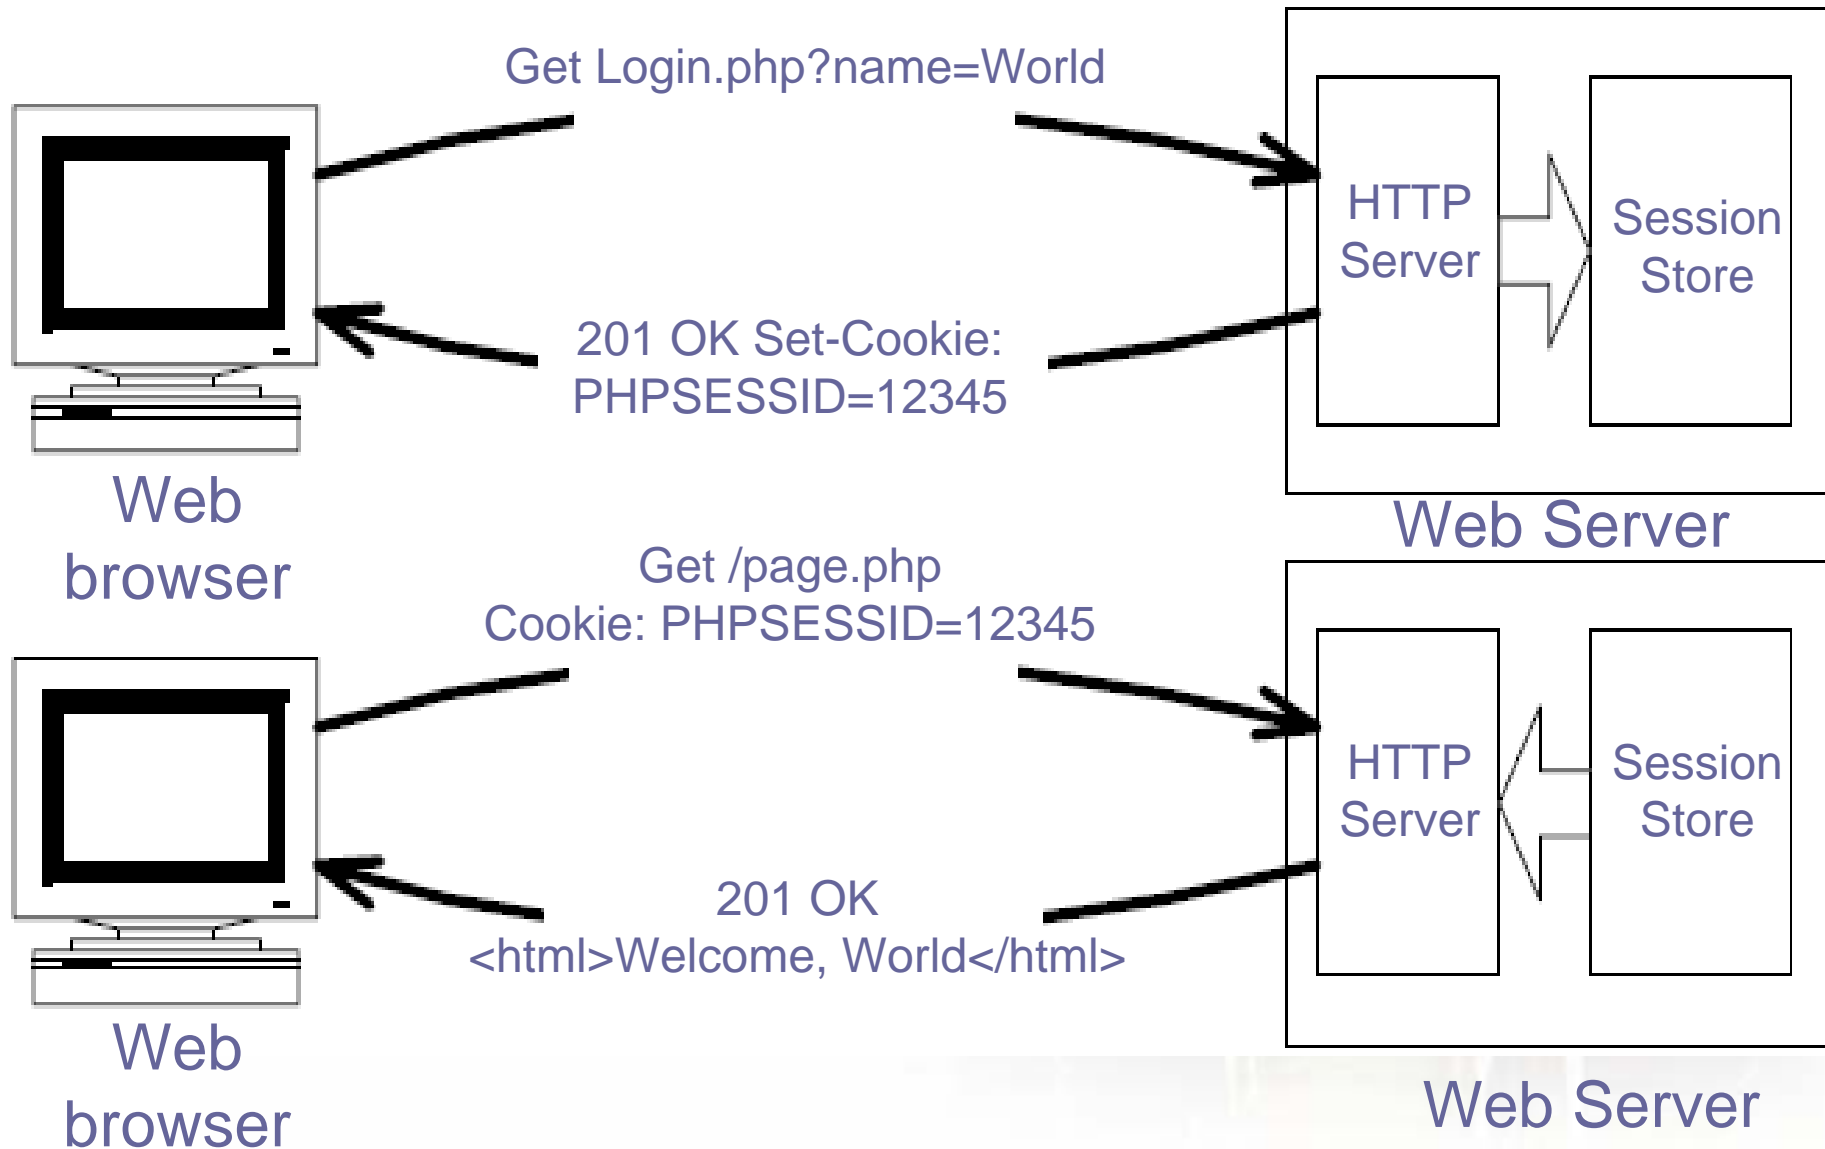 Get Login.php?name=World
HTTP
Server
Session
Store
201 OK Set-Cookie:
PHPSESSID=12345
Web
browser
Web Server
Get /page.php
Cookie: PHPSESSID=12345
HTTP
Server
Session
Store
201 OK
<html>Welcome, World</html>
Web
browser
Web Server